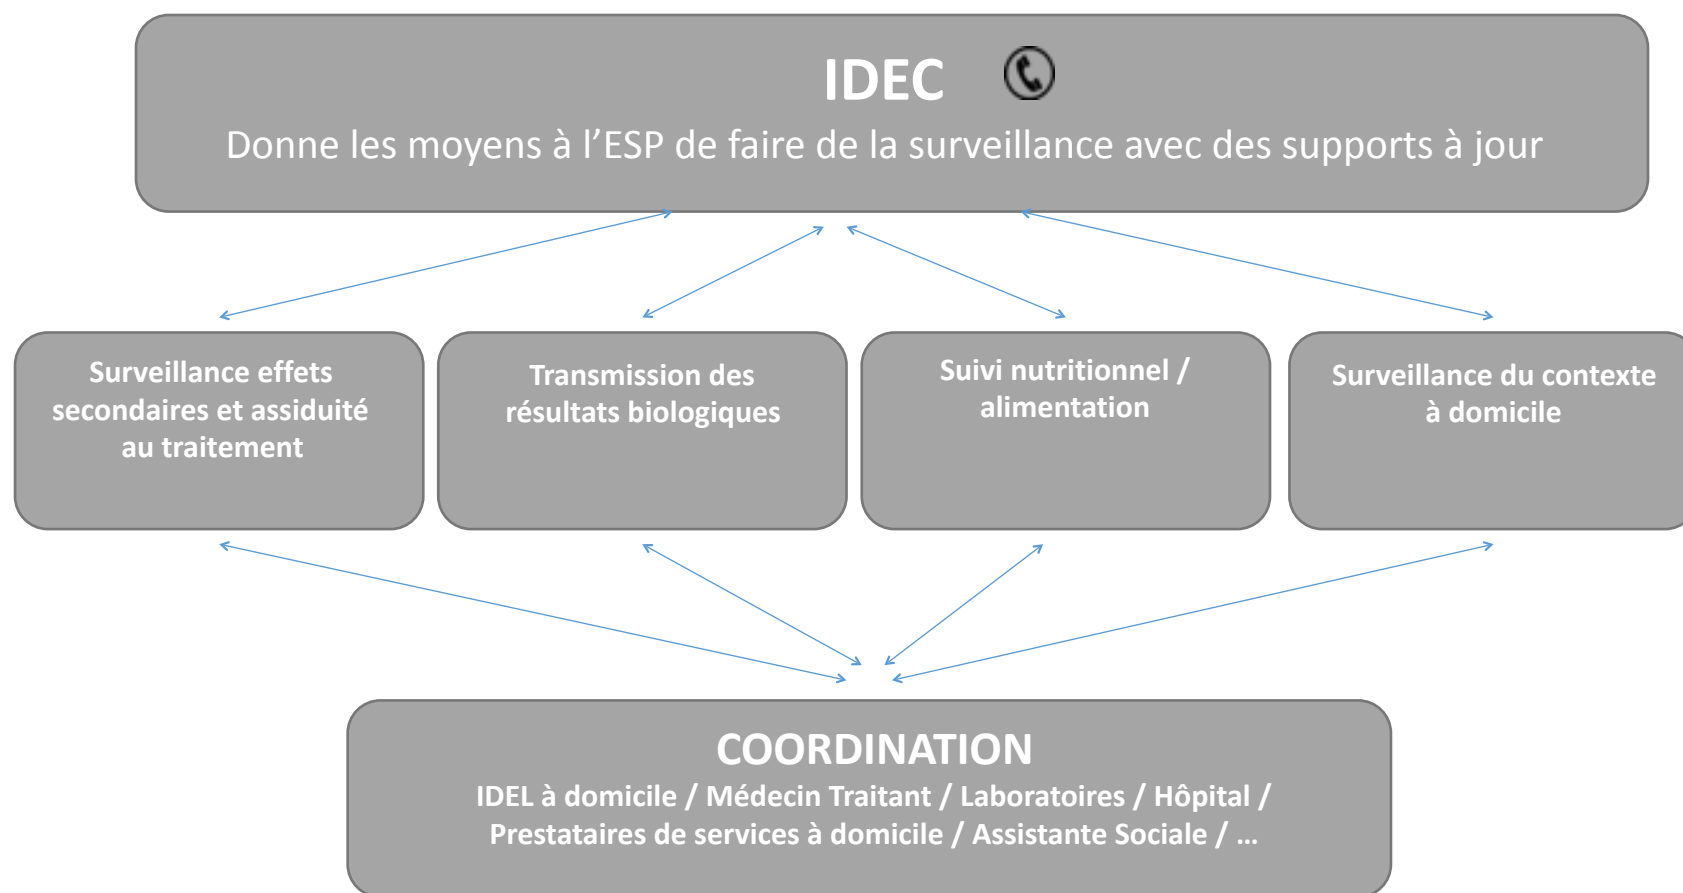 IDEC
Donne les moyens à l’ESP de faire de la surveillance avec des supports à jour
Surveillance effets
secondaires et assiduité
au traitement
Transmission des
résultats biologiques
Suivi nutritionnel /
alimentation
Surveillance du contexte
à domicile
COORDINATION
IDEL à domicile / Médecin Traitant / Laboratoires / Hôpital /
Prestataires de services à domicile / Assistante Sociale / …